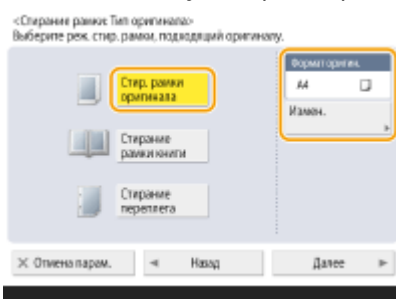 <Стирание рамки: Тип оригинала>
Выберите реж. стир. рамки, подходящий оригиналу.
Стир. рамки
оригинала
Стирание
рамки книги
Стирание
переплета
Формат оригин.
A4
Измен.
Отмена парам.
Назад
Далее